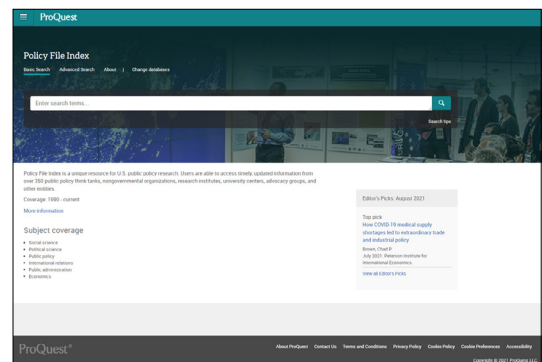 ProQuest
Policy File Index
Basic Search Advanced Search About | Change databases
Enter search terms...
Search tips
Policy File Index is a unique resource for U.S. public policy research. Users are able to access timely, updated information from
over 350 public policy think tanks, nongovernmental organizations, research institutes, university centers, advocacy groups, and
other entities.
Coverage: 1990 - current
More information
Subject coverage
• Social science
• Political science
• Public policy
• International relations
• Public administration
• Economics
Editor's Picks: August 2021
Top pick
How COVID-19 medical supply
shortages led to extraordinary trade
and industrial policy
Bown, Chad P.
July 2021. Peterson Institute for
International Economics
View all Editor's Picks
ProQuest
About ProQuest Contact Us Terms and Conditions Privacy Policy Cookie Policy Cookie Preferences Accessibility
Copyright © 2021 ProQuest LLC